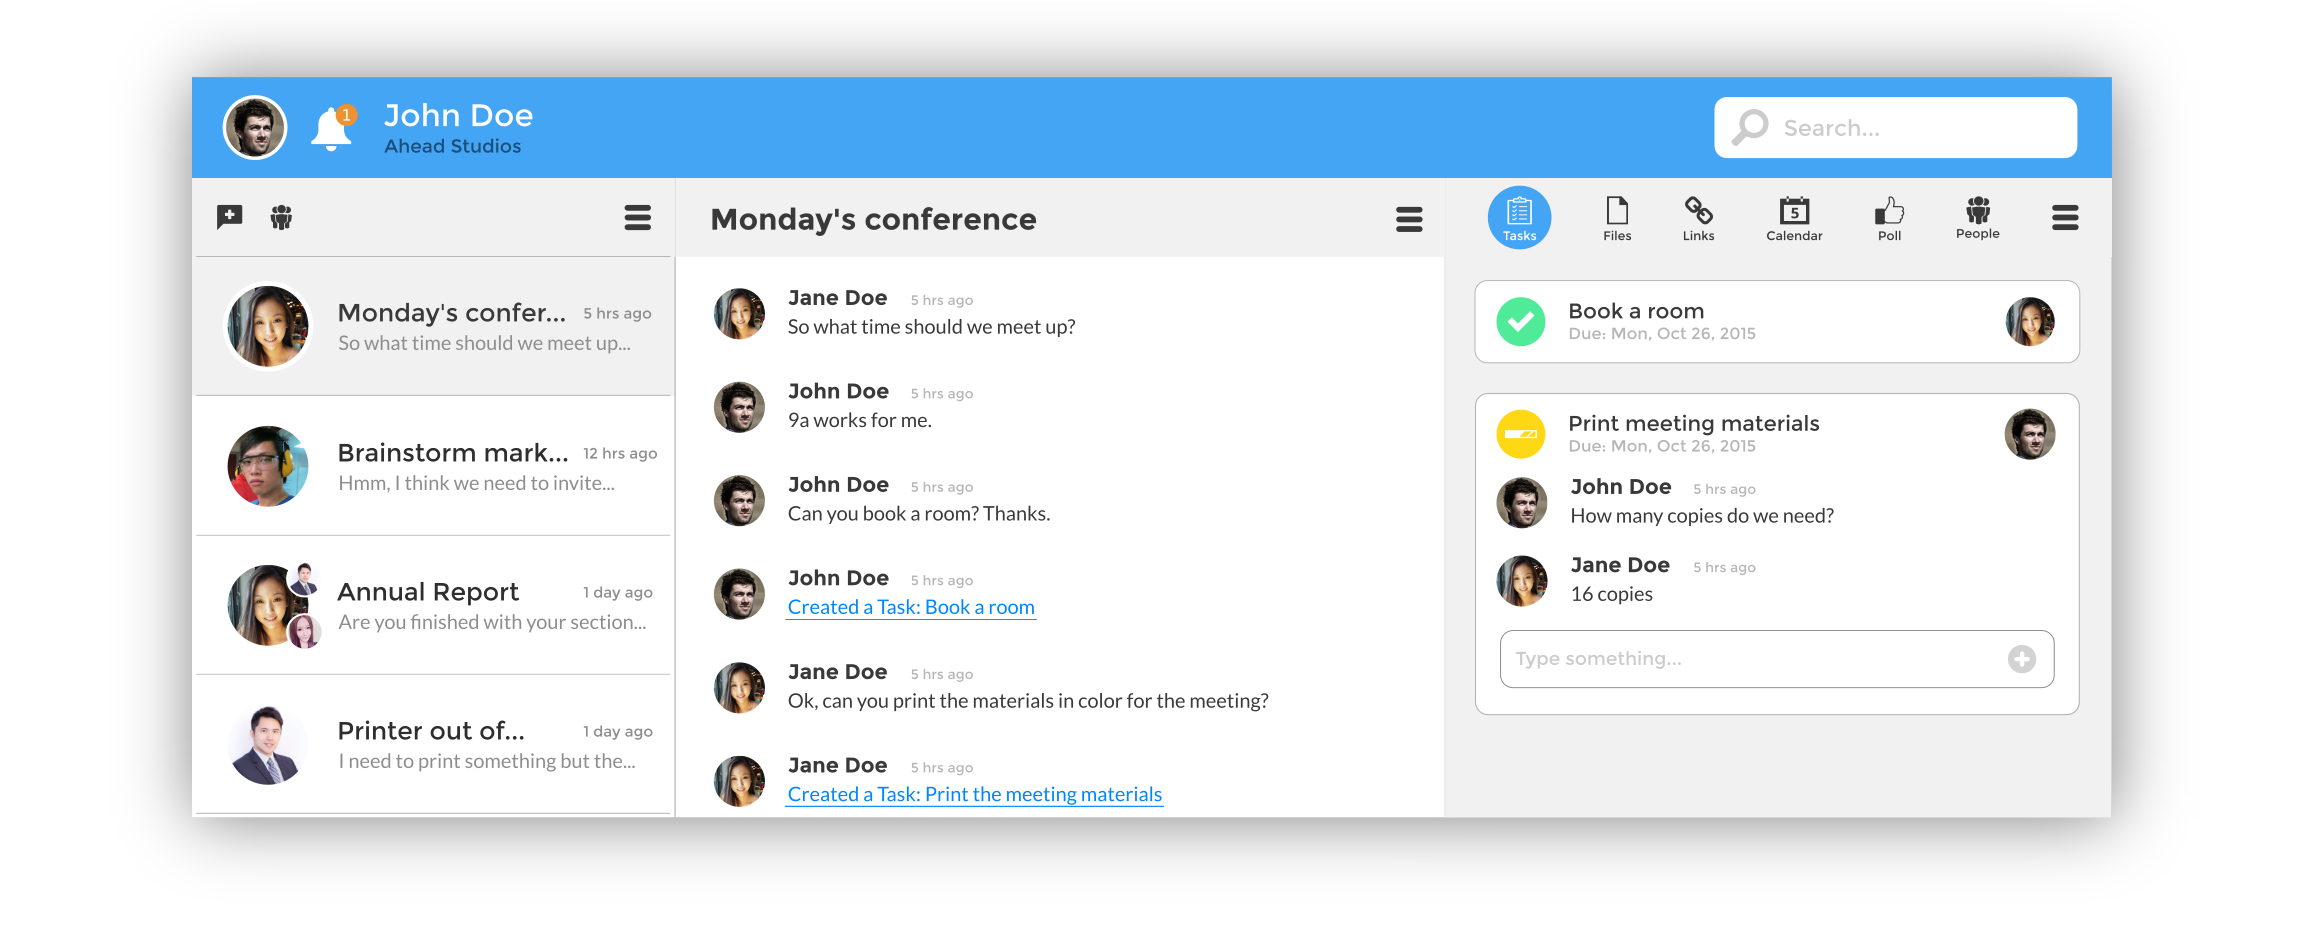 1
John Doe
Ahead Studios
Search...
Monday's confer... 5 hrs ago
So what time should we meet up...
Brainstorm mark... 12 hrs ago
Hmm, I think we need to invite...
Annual Report 1 day ago
Are you finished with your section...
Printer out of... 1 day ago
I need to print something but the...
Monday's conference
Jane Doe 5 hrs ago
So what time should we meet up?
John Doe 5 hrs ago
9a works for me.
John Doe 5 hrs ago
Can you book a room? Thanks.
John Doe 5 hrs ago
Created a Task: Book a room
Jane Doe 5 hrs ago
Ok, can you print the materials in color for the meeting?
Jane Doe 5 hrs ago
Created a Task: Print the meeting materials
5
Tasks Files Links Calendar Poll People
Book a room
Due: Mon, Oct 26, 2015
Print meeting materials
Due: Mon, Oct 26, 2015
John Doe 5 hrs ago
How many copies do we need?
Jane Doe 5 hrs ago
16 copies
Type something...